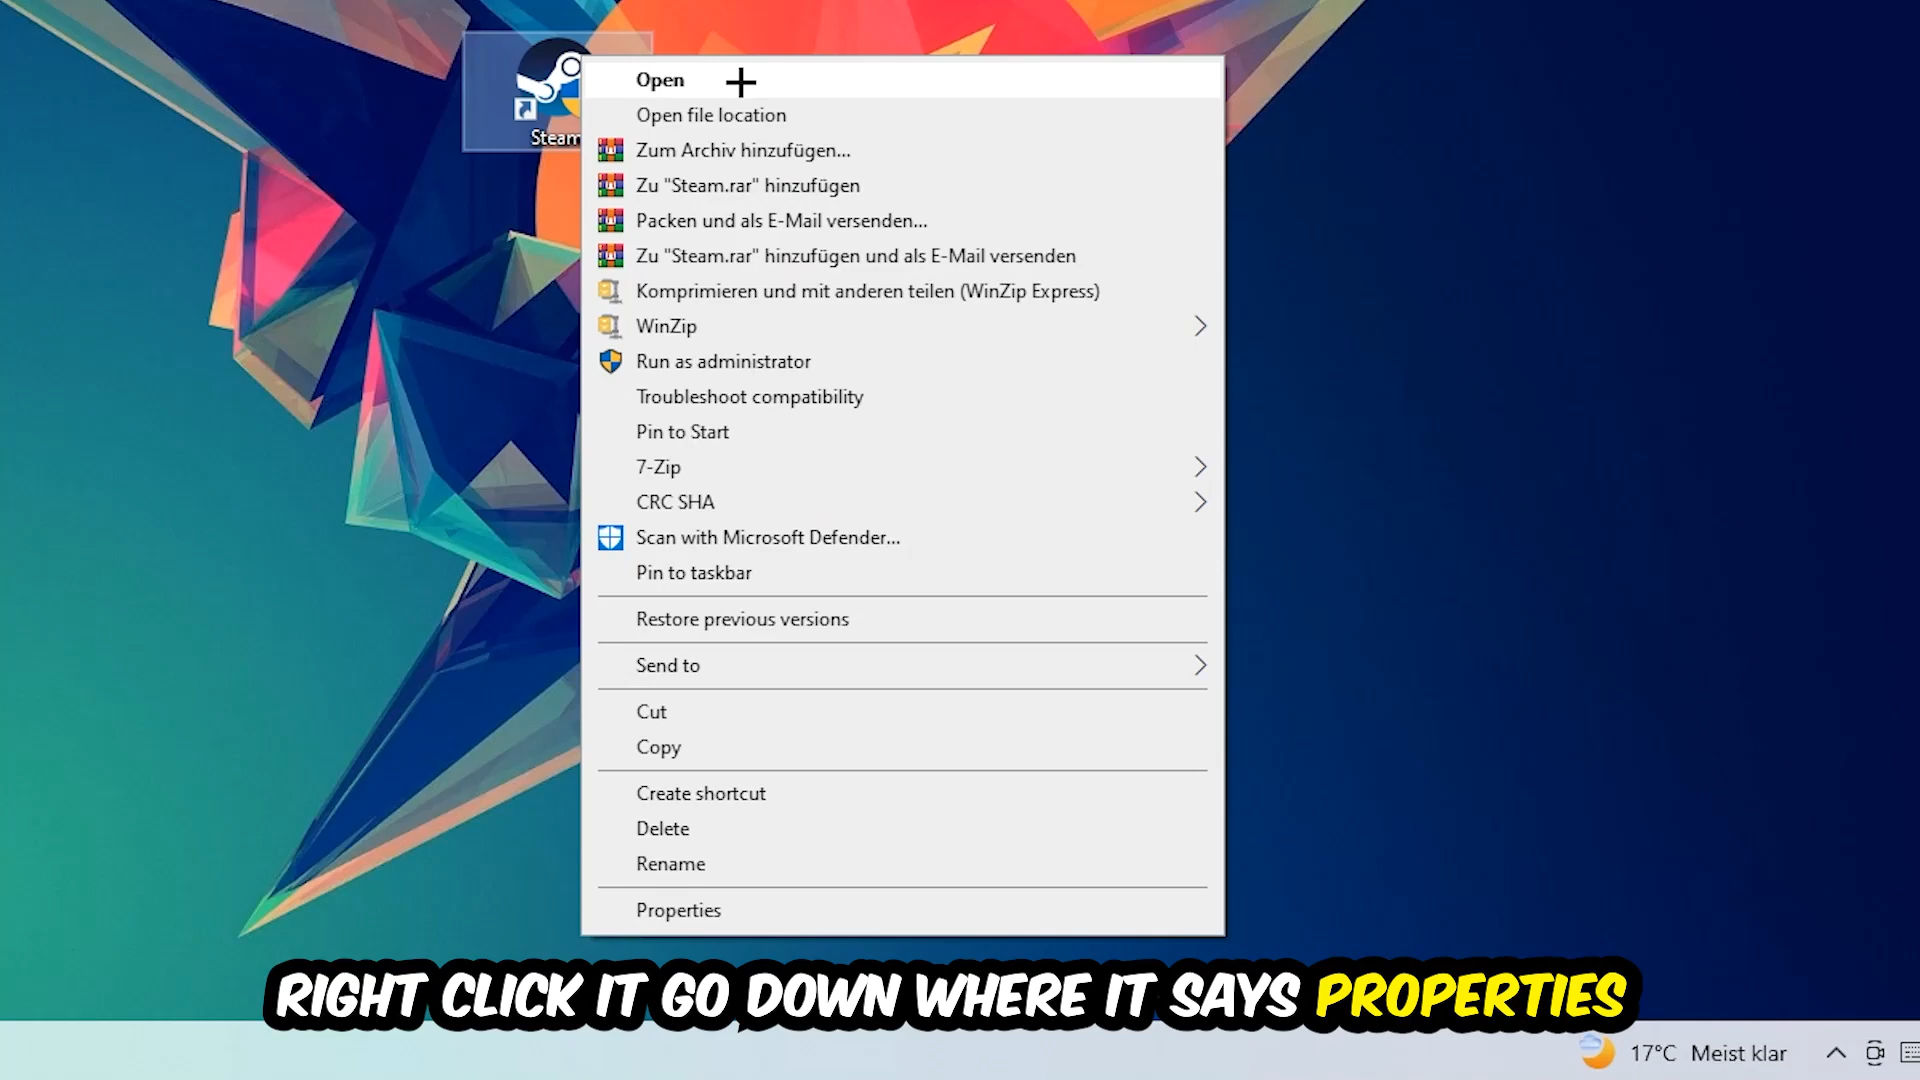 Steam
Open
Open file location
Zum Archiv hinzufügen...
Zu "Steam.rar" hinzufügen
Packen und als E-Mail versenden...
Zu "Steam.rar" hinzufügen und als E-Mail versenden
Komprimieren und mit anderen teilen (WinZip Express)
WinZip
Run as administrator
Troubleshoot compatibility
Pin to Start
7-Zip
CRC SHA
Scan with Microsoft Defender...
Pin to taskbar
Restore previous versions
Send to
Cut
Copy
Create shortcut
Delete
Rename
Properties
RIGHT CLICK IT GO DOWN WHERE IT SAYS PROPERTIES
17°C Meist klar